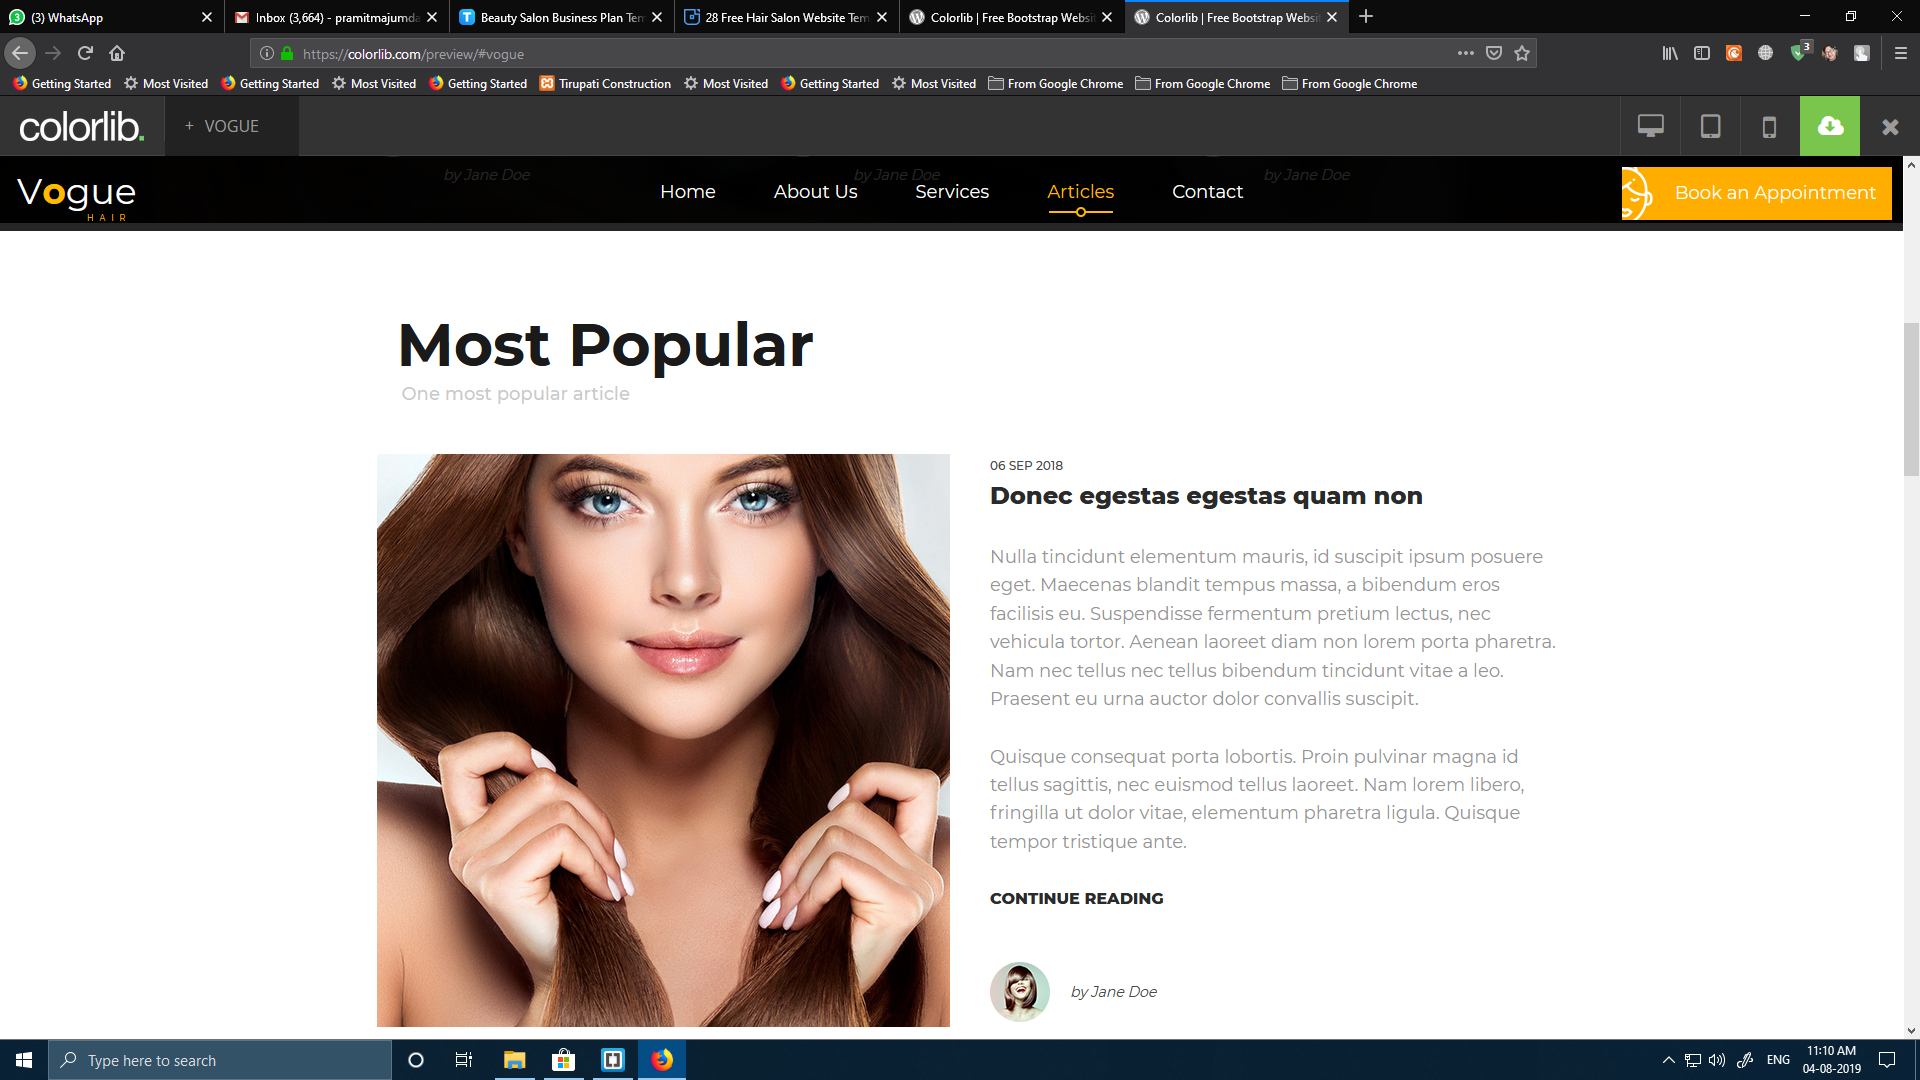 (3) WhatsApp
Inbox (3,664) - pramitmajumda
Beauty Salon Business Plan Tem
28 Free Hair Salon Website Tem
Colorlib | Free Bootstrap Websit
Colorlib | Free Bootstrap Websit
https://colorlib.com/preview/#vogue
3
Getting Started
Most Visited
Getting Started
Most Visited
Getting Started
Tirupati Construction
Most Visited
Getting Started
Most Visited
From Google Chrome
From Google Chrome
From Google Chrome
colorlib.
+ VOGUE
by Jane Doe
by Jane Doe
by Jane Doe
Vogue
HAIR
Home
About Us
Services
Articles
Contact
Book an Appointment
Most Popular
One most popular article
06 SEP 2018
Donec egestas egestas quam non
Nulla tincidunt elementum mauris, id suscipit ipsum posuere
eget. Maecenas blandit tempus massa, a bibendum eros
facilisis eu. Suspendisse fermentum pretium lectus, nec
vehicula tortor. Aenean laoreet diam non lorem porta pharetra.
Nam nec tellus nec tellus bibendum tincidunt vitae a leo.
Praesent eu urna auctor dolor convallis suscipit.
Quisque consequat porta lobortis. Proin pulvinar magna id
tellus sagittis, nec euismod tellus laoreet. Nam lorem libero,
fringilla ut dolor vitae, elementum pharetra ligula. Quisque
tempor tristique ante.
CONTINUE READING
by Jane Doe
Type here to search
ENG
11:10 AM
04-08-2019